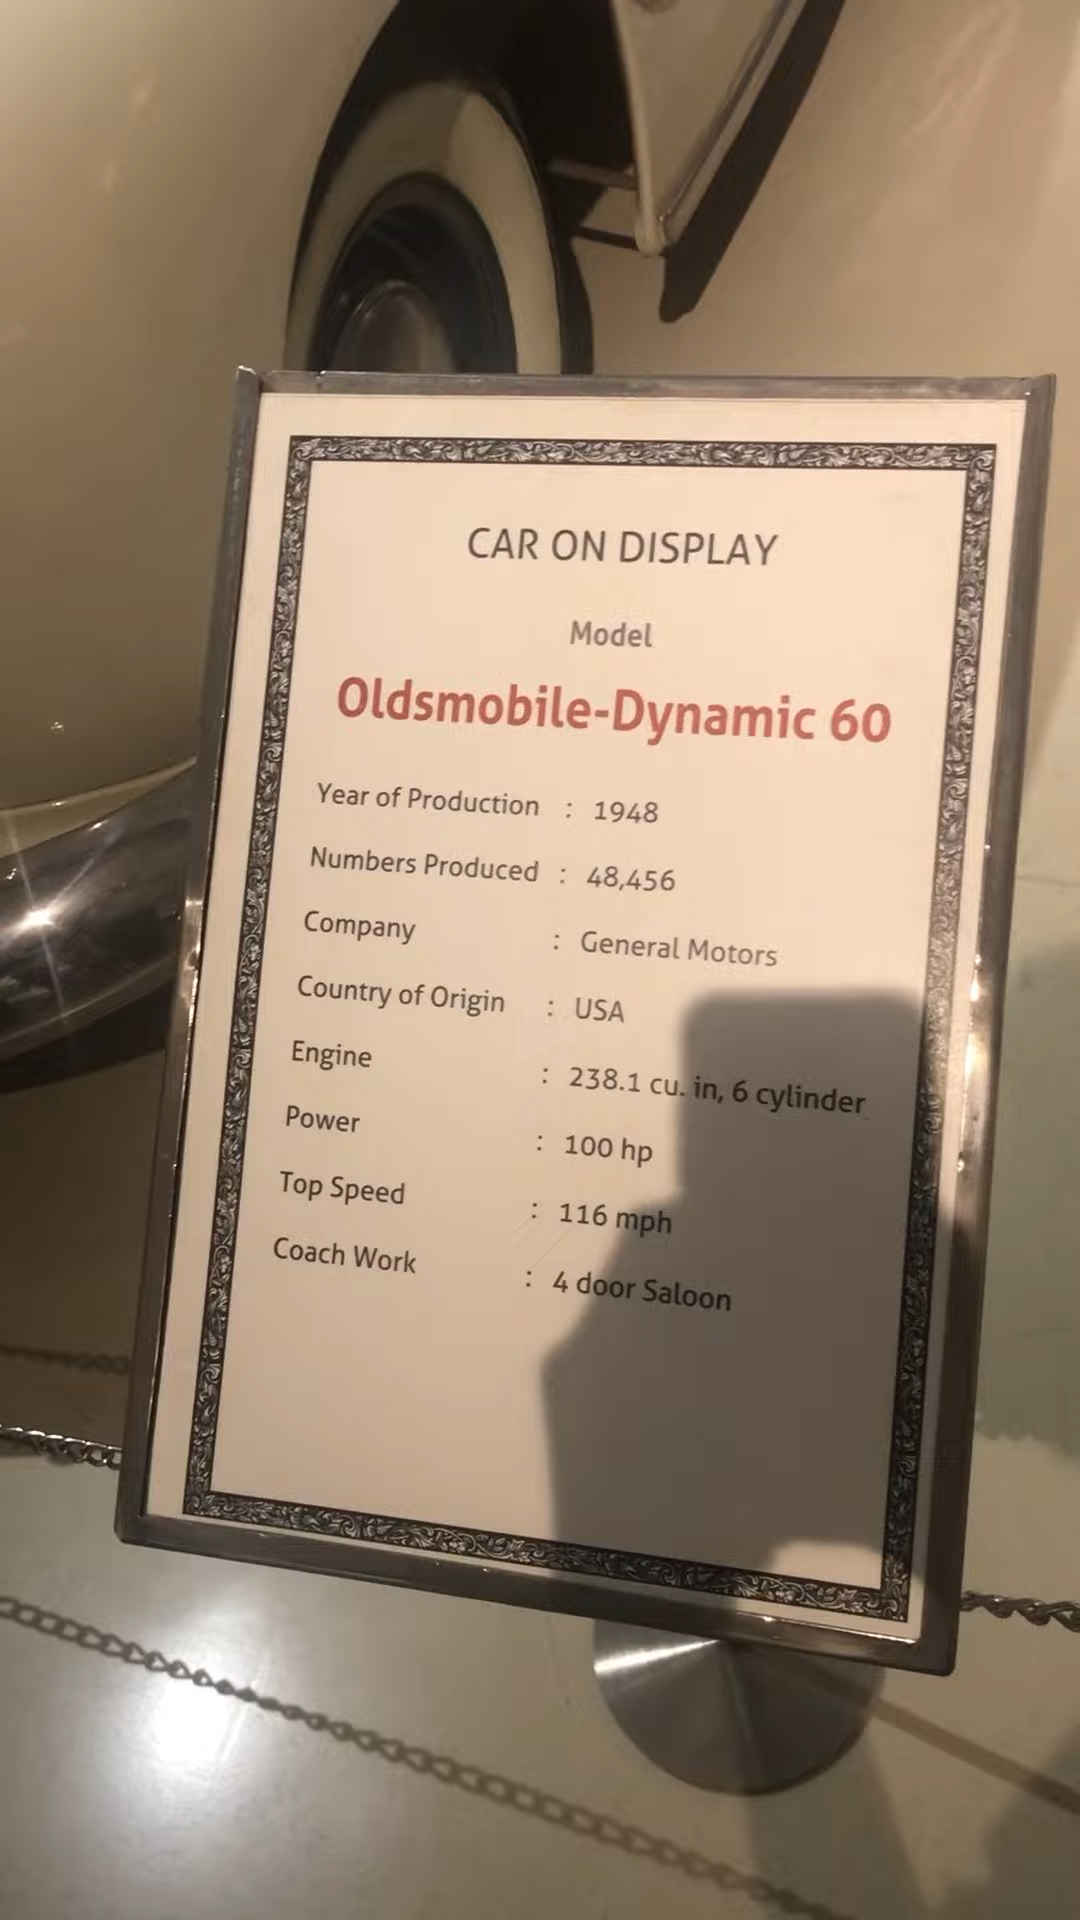 CAR ON DISPLAY
Model
Oldsmobile-Dynamic 60
Year of Production : 1948
Numbers Produced : 48,456
Company : General Motors
Country of Origin : USA
Engine : 238.1 cu. in, 6 cylinder
Power : 100 hp
Top Speed : 116 mph
Coach Work : 4 door Saloon